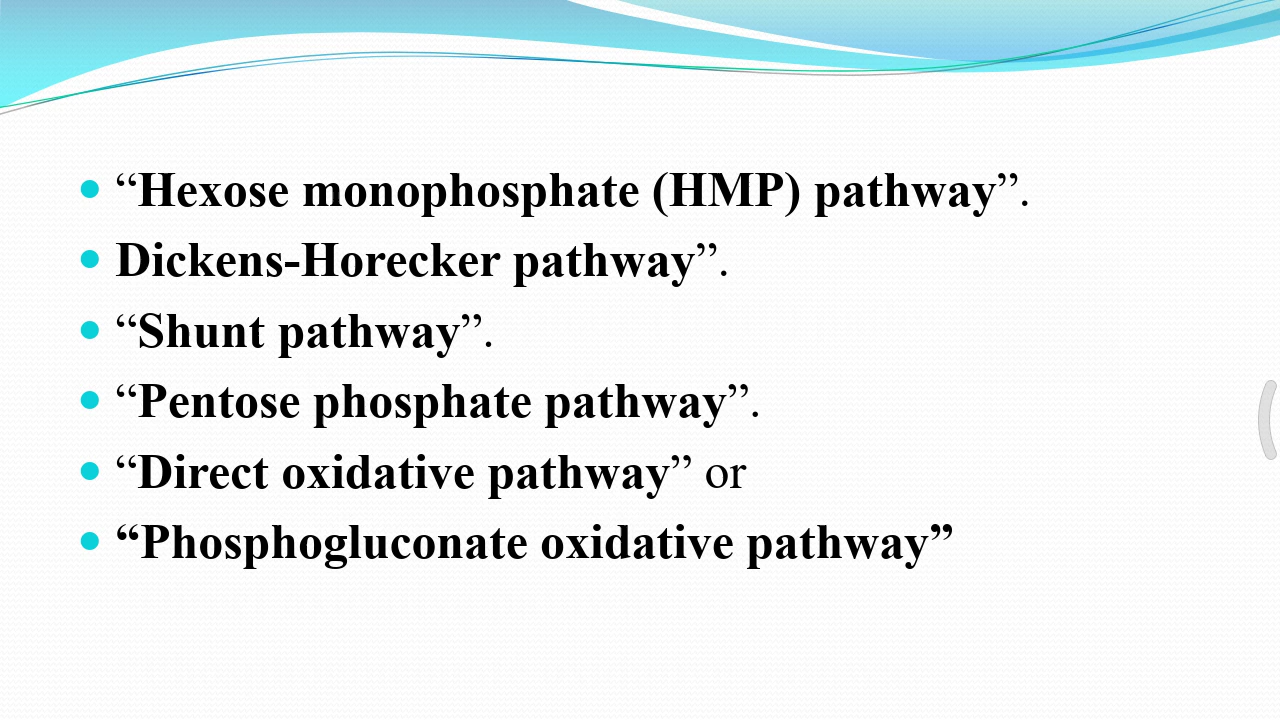 “Hexose monophosphate (HMP) pathway”.
Dickens-Horecker pathway”.
“Shunt pathway”.
“Pentose phosphate pathway”.
“Direct oxidative pathway” or
“Phosphogluconate oxidative pathway”